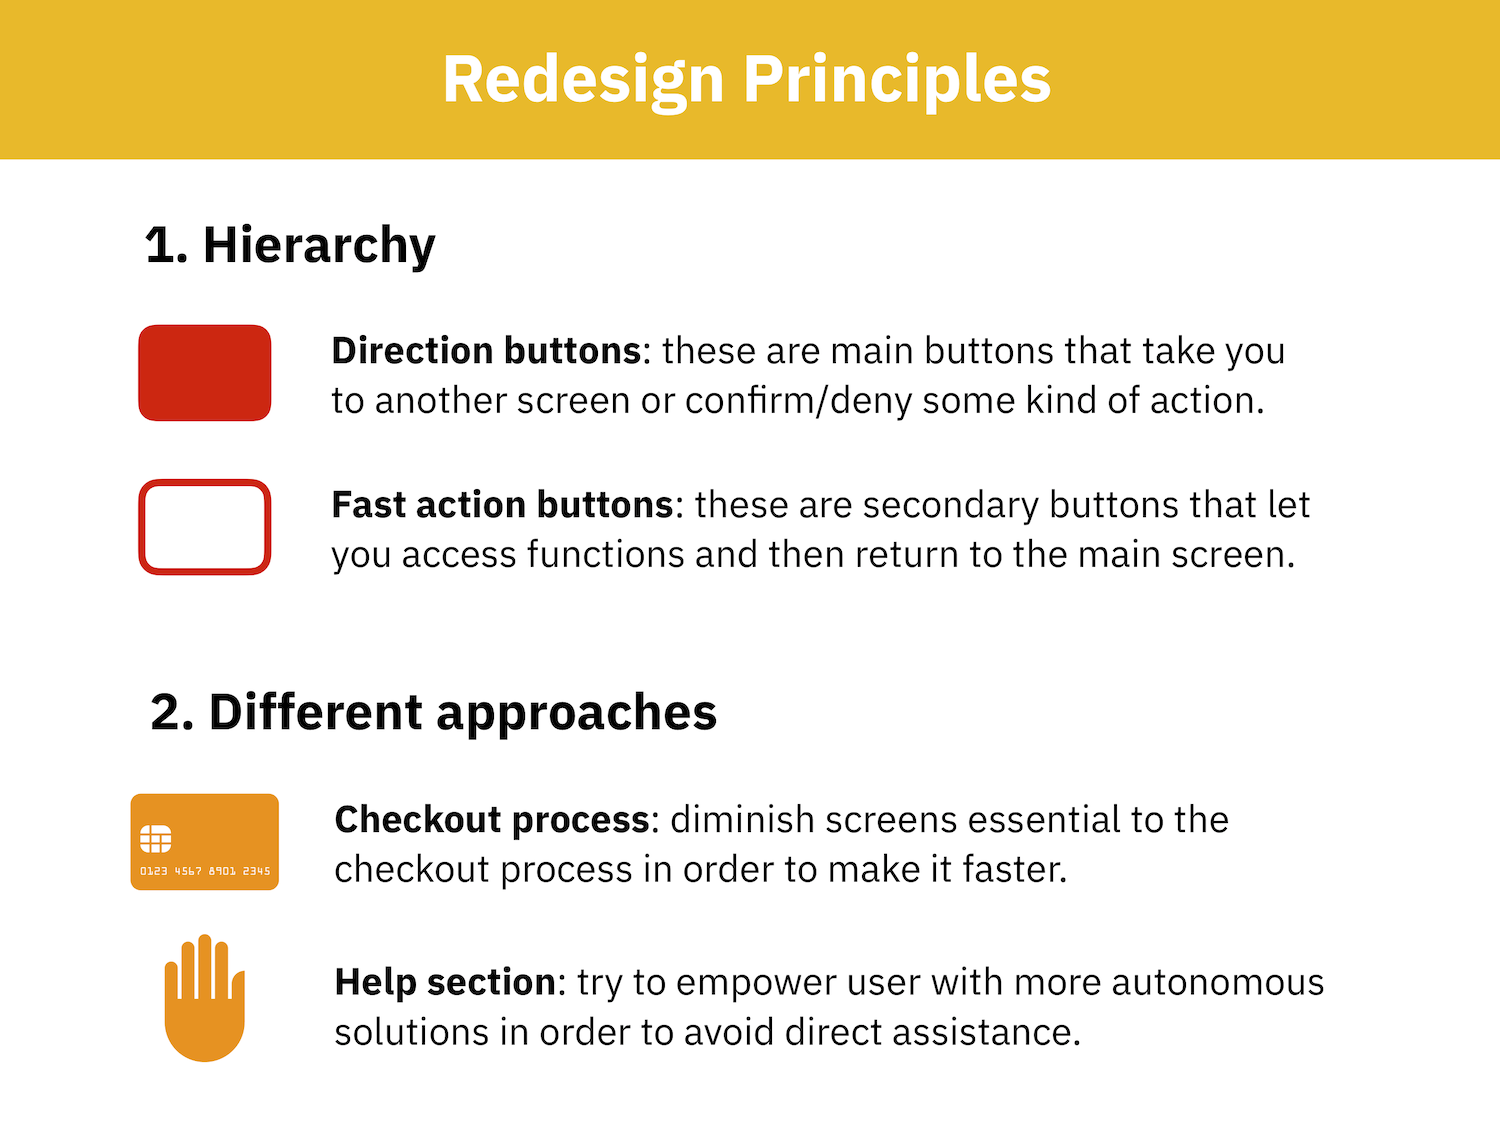 Redesign Principles
1. Hierarchy
Direction buttons: these are main buttons that take you
to another screen or confirm/deny some kind of action.
Fast action buttons: these are secondary buttons that let
you access functions and then return to the main screen.
2. Different approaches
0123 4567 8901 2345
Checkout process: diminish screens essential to the
checkout process in order to make it faster.
Help section: try to empower user with more autonomous
solutions in order to avoid direct assistance.